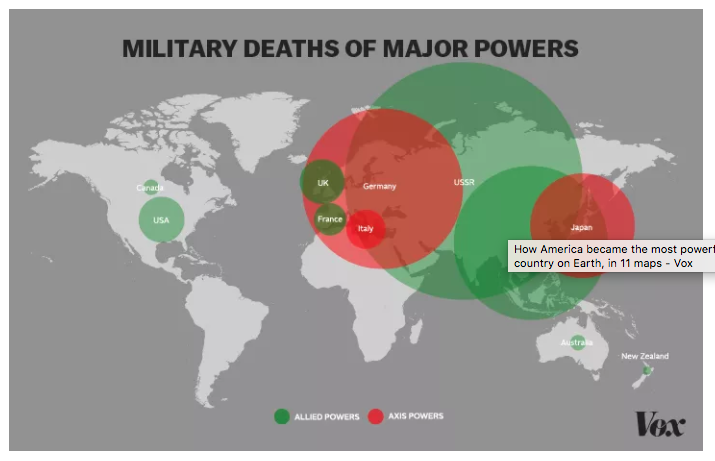 MILITARY DEATHS OF MAJOR POWERS
Canada
USA
UK
Germany
USSR
France
Italy
Japan
How America became the most powerf
country on Earth, in 11 maps - Vox
Australia
New Zealand
ALLIED POWERS
AXIS POWERS
Vox